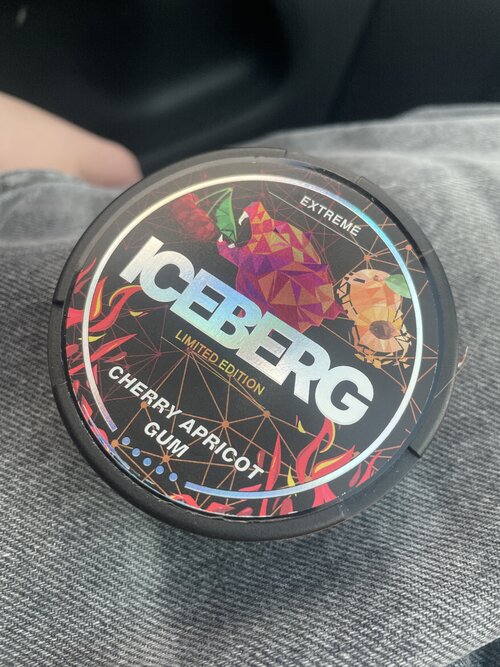 EXTREME
ICEBERG
LIMITED EDITION
CHERRY APRICOT
GUM